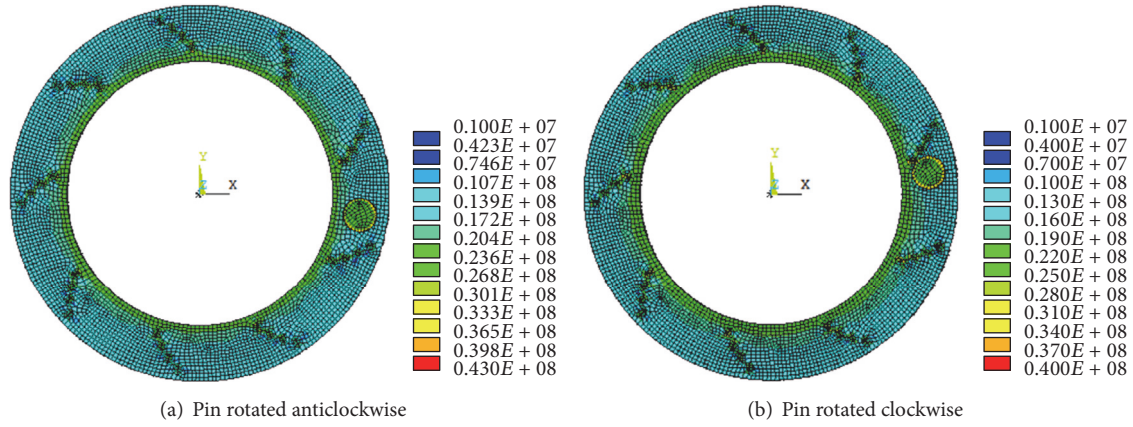 Y
Z
X
0.100E + 07
0.423E + 07
0.746E + 07
0.107E + 08
0.139E + 08
0.172E + 08
0.204E + 08
0.236E + 08
0.268E + 08
0.301E + 08
0.333E + 08
0.365E + 08
0.398E + 08
0.430E + 08
(a) Pin rotated anticlockwise
Y
Z
X
0.100E + 07
0.400E + 07
0.700E + 07
0.100E + 08
0.130E + 08
0.160E + 08
0.190E + 08
0.220E + 08
0.250E + 08
0.280E + 08
0.310E + 08
0.340E + 08
0.370E + 08
0.400E + 08
(b) Pin rotated clockwise